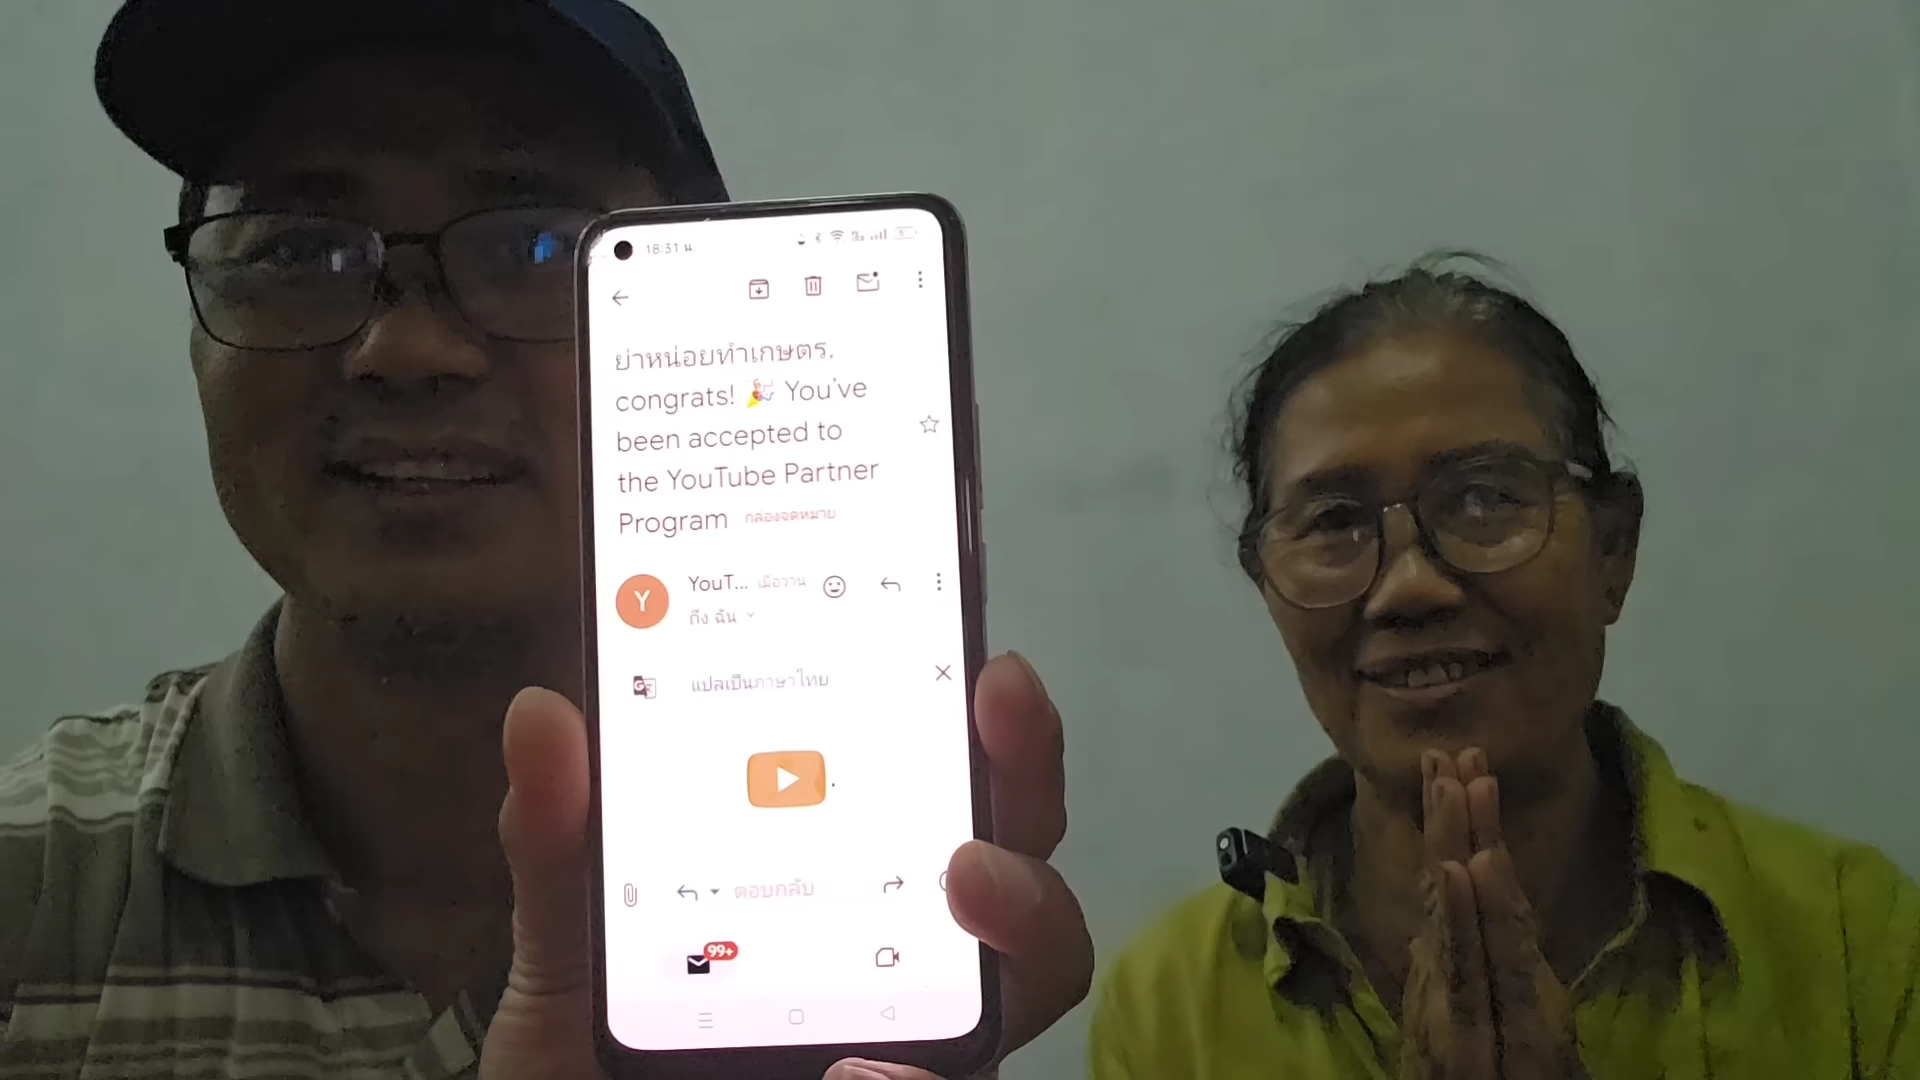 18:31 น
ย่าหน่อยทำเกษตร,
congrats! 🎉 You've
been accepted to
the YouTube Partner
Program กล่องจดหมาย
Y
YouT... เมื่อวาน
ถึง ฉัน
แปลเป็นภาษาไทย
ตอบกลับ
99+